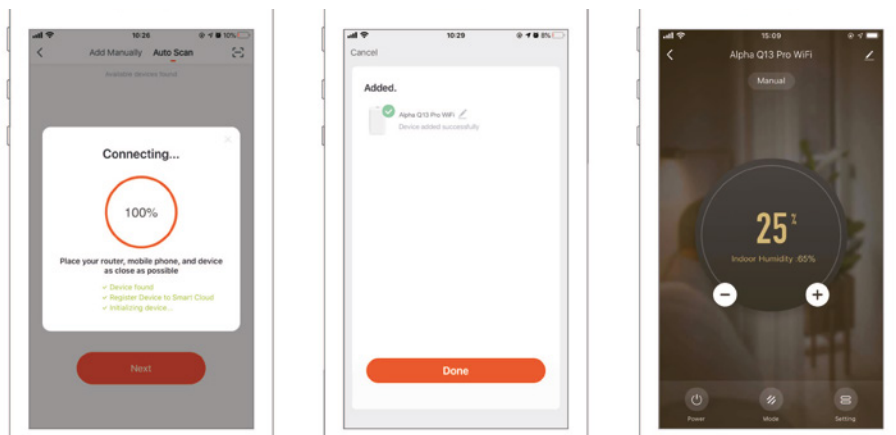 10:26
10%
Add Manually Auto Scan
Available devices found
Connecting...
100%
Place your router, mobile phone, and device
as close as possible
✓ Device found
✓ Register Device to Smart Cloud
✓ Initializing device...
Next
10:29
8%
Cancel
Added.
Alpha Q13 Pro WiFi
Device added successfully
Done
15:09
Alpha Q13 Pro WiFi
Manual
25 %
Indoor Humidity :65%
Power Mode Setting